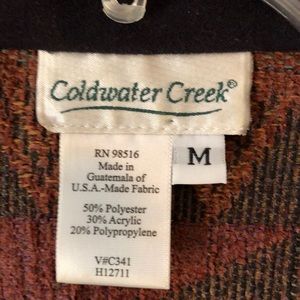 Coldwater Creek®
RN 98516
Made in
Guatemala of
U.S.A.-Made Fabric
50% Polyester
30% Acrylic
20% Polypropylene
V#C341
H12711
M